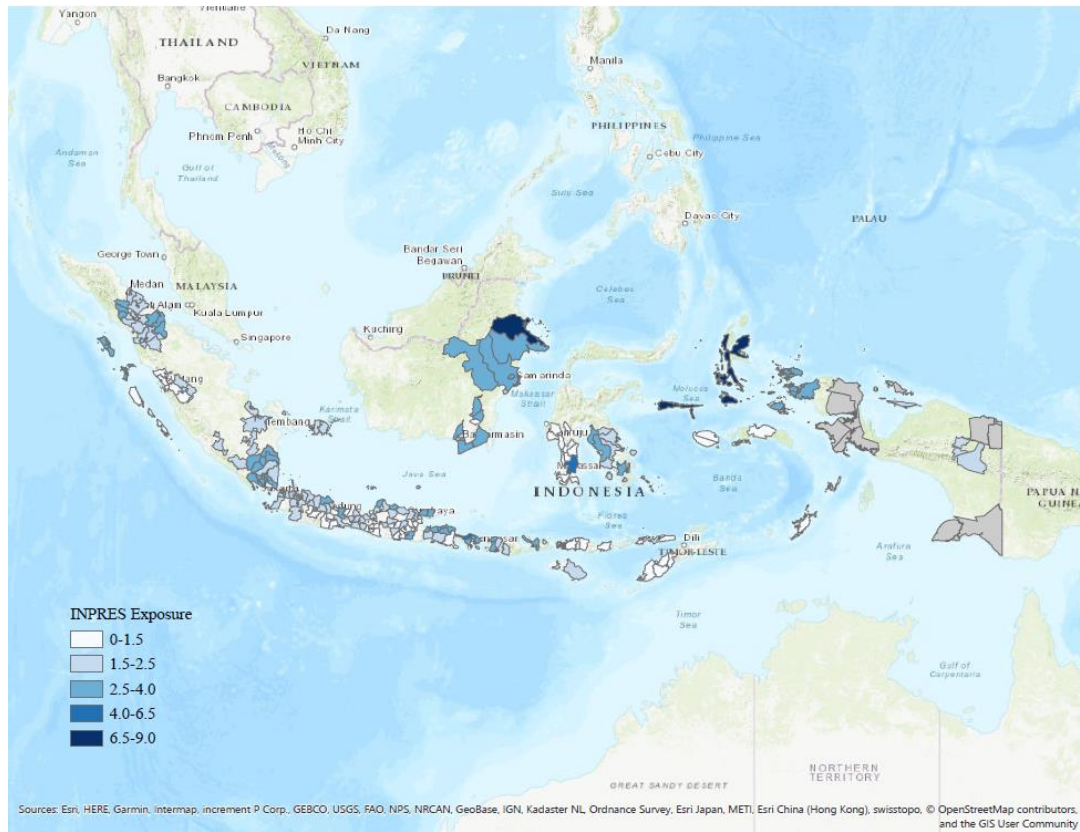 Yangon
THAILAND
Da Nang
VIETNAM
Bangkok
CAMBODIA
Phnom Penh
Ho Chi
Minh City
Manila
PHILIPPINES
Philippine Sea
Cebu City
Andaman
Sea
Gulf of
Thailand
Sulu Sea
Davao City
PALAU
George Town
Bandar Seri
Begawan
BRUNEI
Medan
MALAYSIA
Alam
Kuala Lumpur
Celebes
Sea
Kuching
Singapore
Samarinda
Makassar
Strait
Molucca
Sea
Karimata
Strait
Java Sea
Banda
Sea
INDONESIA
PAPUA N
GUINE
Flores
Sea
Dili
TIMOR-LESTE
Arafura
Sea
INPRES Exposure
0-1.5
1.5-2.5
2.5-4.0
4.0-6.5
6.5-9.0
Timor
Sea
Gulf of
Carpentaria
NORTHERN
TERRITORY
GREAT SANDY DESERT
Sources: Esri, HERE, Garmin, Intermap, increment P Corp., GEBCO, USGS, FAO, NPS, NRCAN, GeoBase, IGN, Kadaster NL, Ordnance Survey, Esri Japan, METI, Esri China (Hong Kong), swisstopo, © OpenStreetMap contributors,
and the GIS User Community